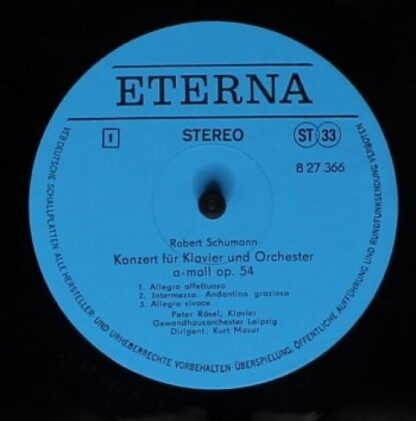 ETERNA
1 STEREO ST 33
8 27 366
Robert Schumann
Konzert für Klavier und Orchester
a-moll op. 54
1. Allegro affettuoso
2. Intermezzo. Andantino grazioso
3. Allegro vivace
Peter Rösel, Klavier
Gewandhausorchester Leipzig
Dirigent: Kurt Masur
VEB DEUTSCHE SCHALLPLATTEN ALLE HERSTELLER- UND URHEBERRECHTE VORBEHALTEN ÜBERSPIELUNG, ÖFFENTLICHE AUFFÜHRUNG UND RUNDFUNKSENDUNG VERBOTEN